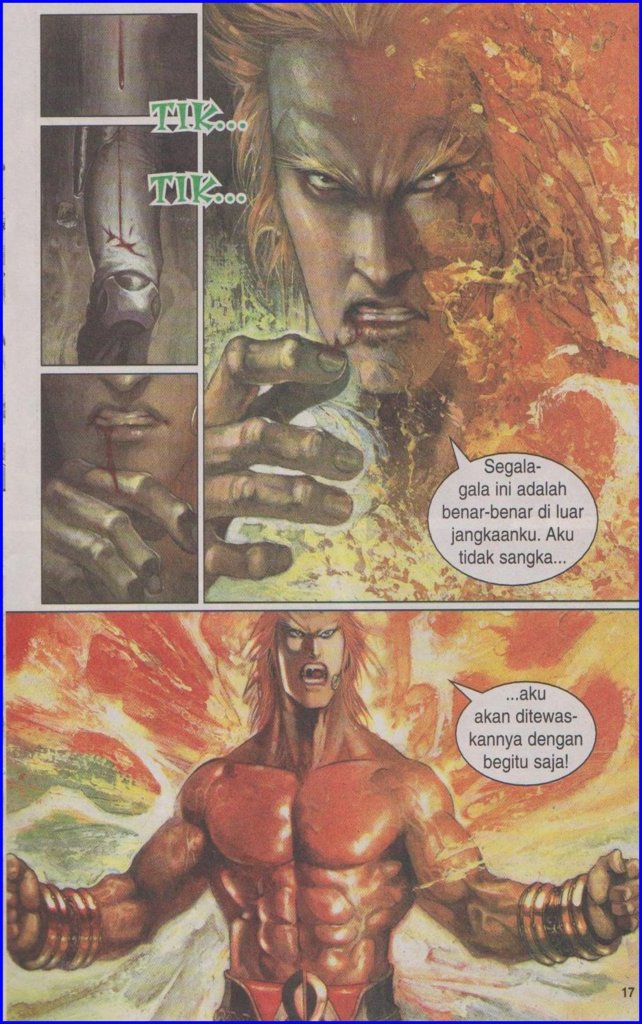 TIK...
TIK...
Segala-
gala ini adalah
benar-benar di luar
jangkaanku. Aku
tidak sangka...
...aku
akan ditewas-
kannya dengan
begitu saja!
17